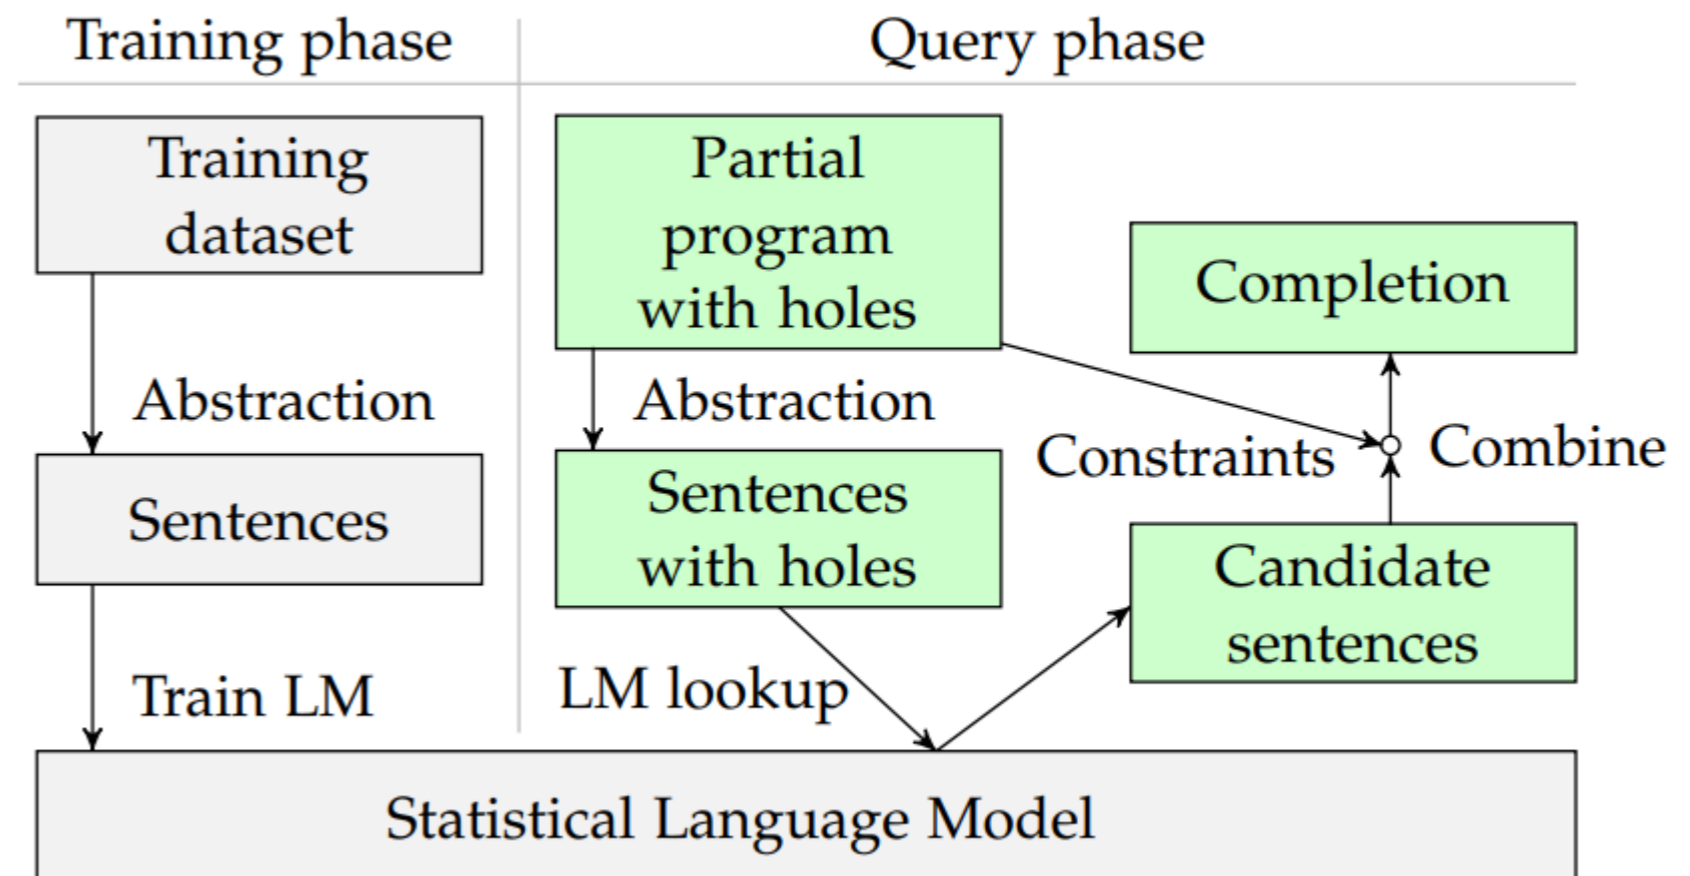 Training phase
Query phase
Training
dataset
Abstraction
Sentences
Train LM
Partial
program
with holes
Abstraction
Sentences
with holes
LM lookup
Completion
Constraints
Combine
Candidate
sentences
Statistical Language Model